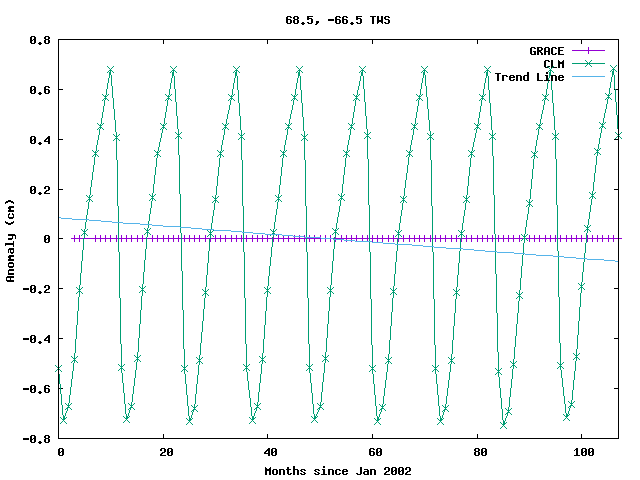 68.5, -66.5 TWS
GRACE
CLM
Trend Line
0.8
0.6
0.4
0.2
0
-0.2
-0.4
-0.6
-0.8
Anomaly (cm)
0 20 40 60 80 100
Months since Jan 2002